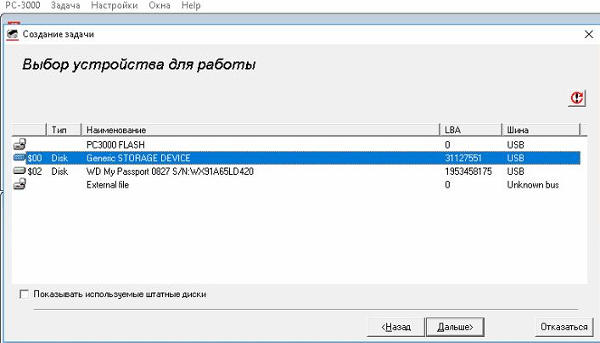 PC-3000 Задача Настройки Окна Help
Создание задачи
Выбор устройства для работы
Тип Наименование LBA Шина
PC3000 FLASH 0 USB
$00 Disk Generic STORAGE DEVICE 31127551 USB
$02 Disk WD My Passport 0827 S/N:WX91A65LD420 1953458175 USB
External file 0 Unknown bus
Показывать используемые штатные диски
<Назад Дальше> Отказаться